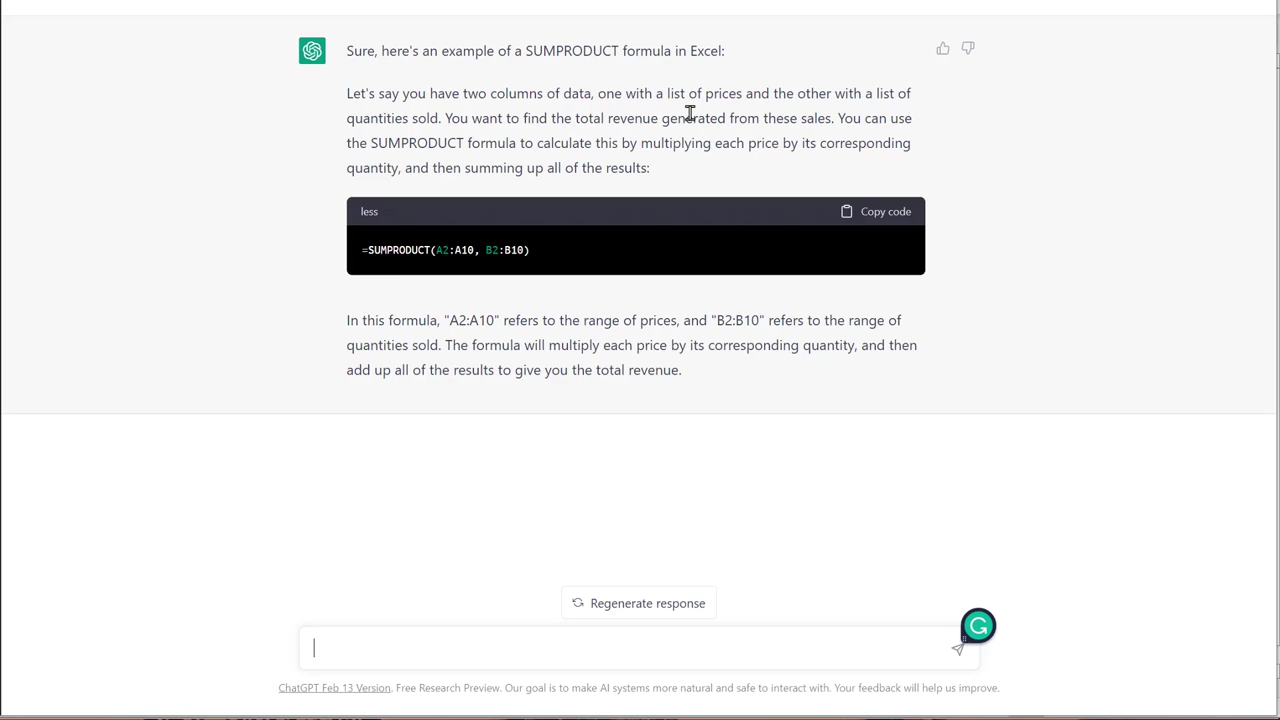 Sure, here's an example of a SUMPRODUCT formula in Excel:
Let's say you have two columns of data, one with a list of prices and the other with a list of
quantities sold. You want to find the total revenue generated from these sales. You can use
the SUMPRODUCT formula to calculate this by multiplying each price by its corresponding
quantity, and then summing up all of the results:
less Copy code
=SUMPRODUCT(A2:A10, B2:B10)
In this formula, "A2:A10" refers to the range of prices, and "B2:B10" refers to the range of
quantities sold. The formula will multiply each price by its corresponding quantity, and then
add up all of the results to give you the total revenue.
Regenerate response
G
ChatGPT Feb 13 Version. Free Research Preview. Our goal is to make AI systems more natural and safe to interact with. Your feedback will help us improve.